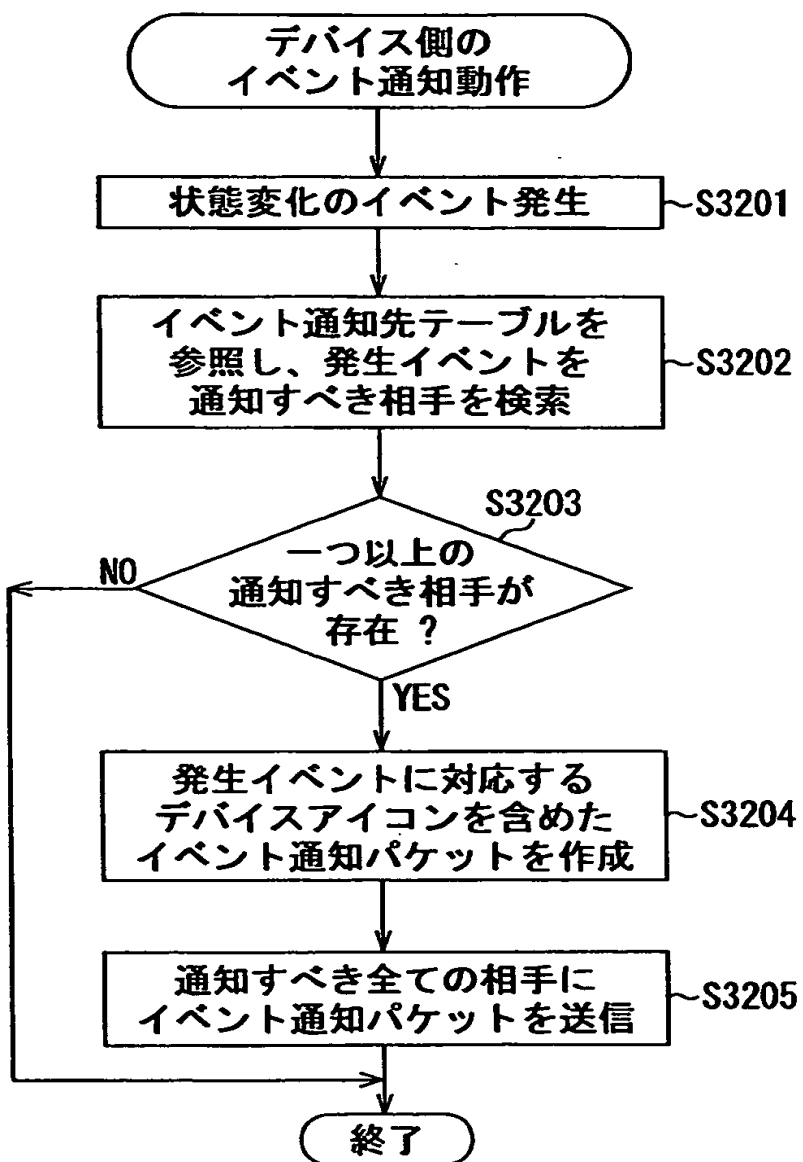 デバイス側の
イベント通知動作
状態変化のイベント発生
~S3201
イベント通知先テーブルを
参照し、発生イベントを
通知すべき相手を検索
~S3202
S3203
一つ以上の
通知すべき相手が
存在 ?
NO
YES
発生イベントに対応する
デバイスアイコンを含めた
イベント通知パケットを作成
~S3204
通知すべき全ての相手に
イベント通知パケットを送信
~S3205
終了